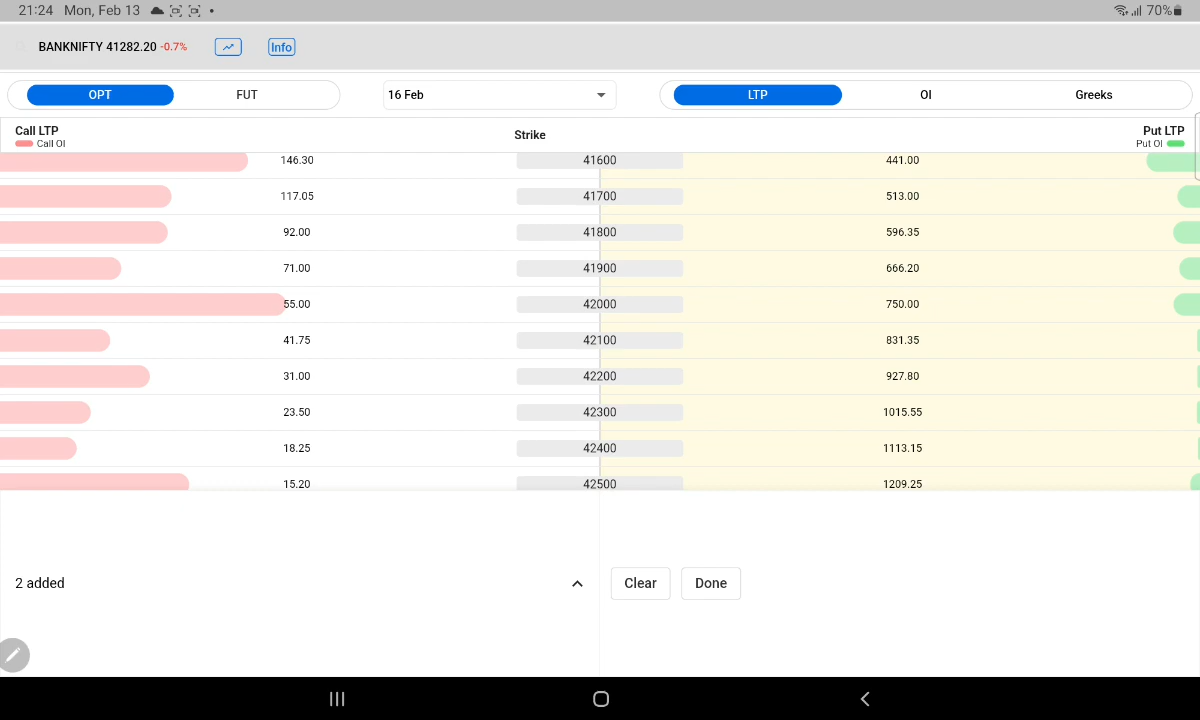 21:24 Mon, Feb 13 70%
BANKNIFTY 41282.20 -0.7% Info
OPT FUT 16 Feb LTP OI Greeks
Call LTP Strike Put LTP
Call OI Put OI
146.30 41600 441.00
117.05 41700 513.00
92.00 41800 596.35
71.00 41900 666.20
55.00 42000 750.00
41.75 42100 831.35
31.00 42200 927.80
23.50 42300 1015.55
18.25 42400 1113.15
15.20 42500 1209.25
2 added Clear Done